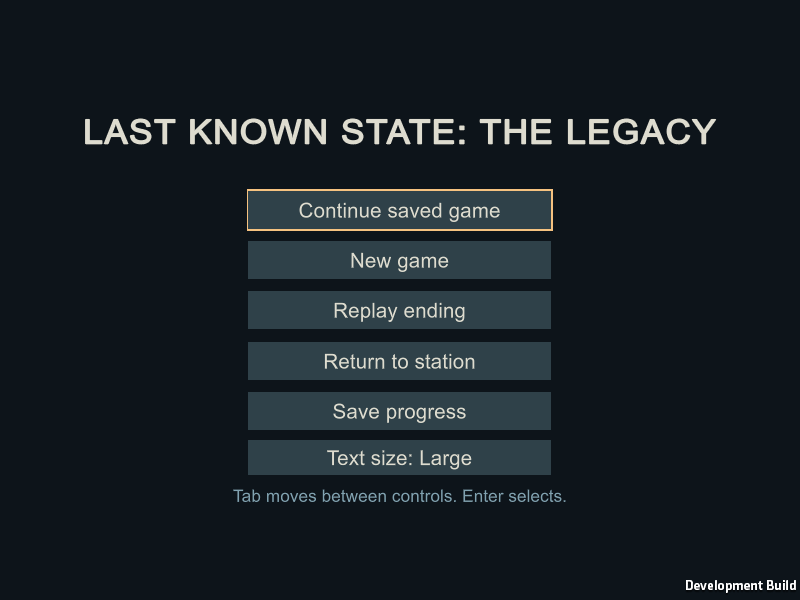 LAST KNOWN STATE: THE LEGACY
Continue saved game
New game
Replay ending
Return to station
Save progress
Text size: Large
Tab moves between controls. Enter selects.
Development Build